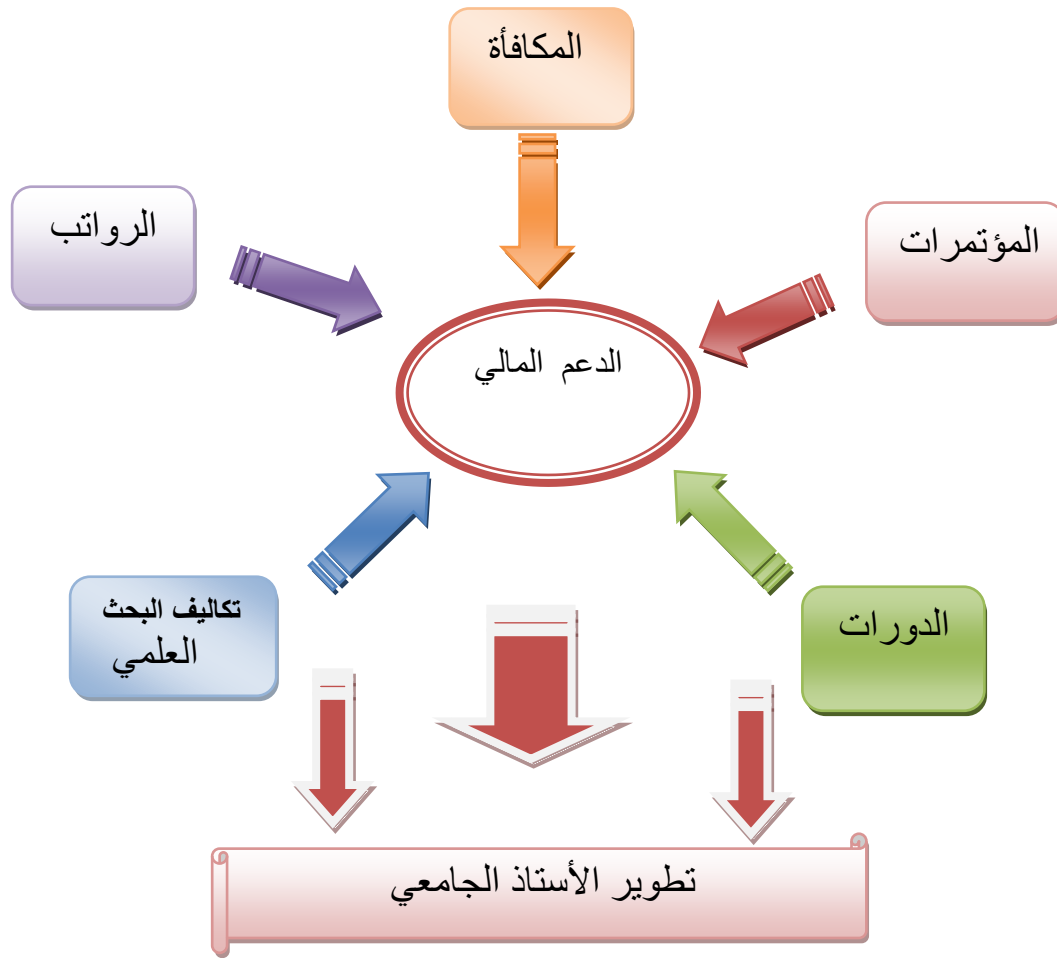 المكافأة
المؤتمرات
الرواتب
الدعم المالي
الدورات
تكاليف البحث
العلمي
تطوير الأستاذ الجامعي